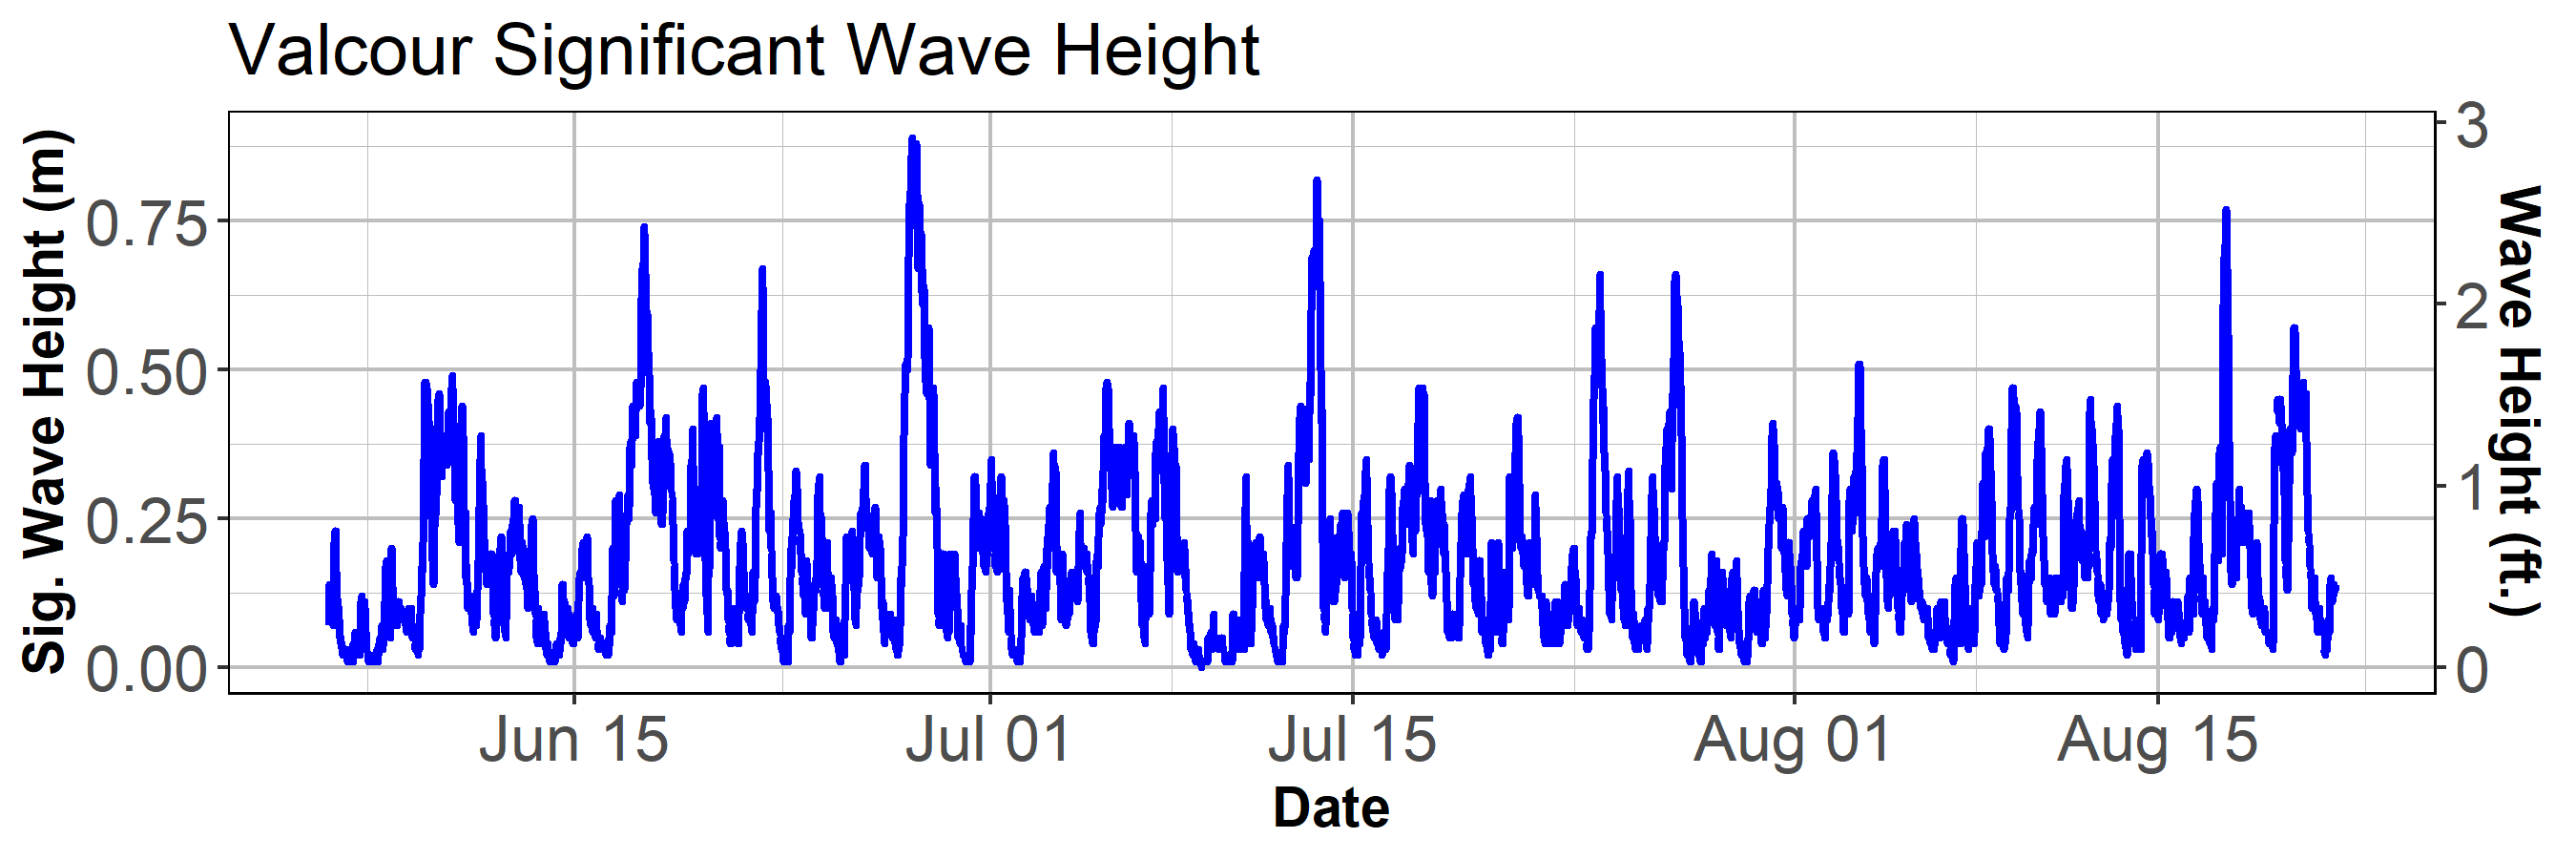 Valcour Significant Wave Height
Sig. Wave Height (m)
0.75
0.50
0.25
0.00
3
2
1
0
Wave Height (ft.)
Jun 15 Jul 01 Jul 15 Aug 01 Aug 15
Date